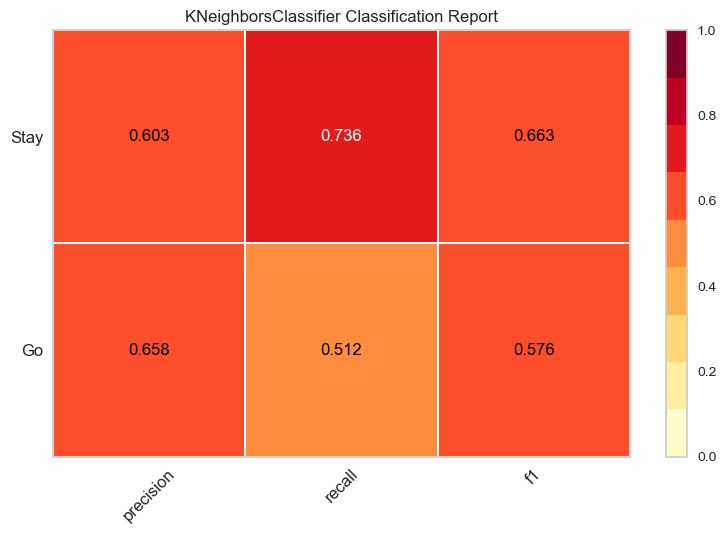 KNeighborsClassifier Classification Report
Stay 0.603 0.736 0.663
Go 0.658 0.512 0.576
precision recall f1
1.0
0.8
0.6
0.4
0.2
0.0